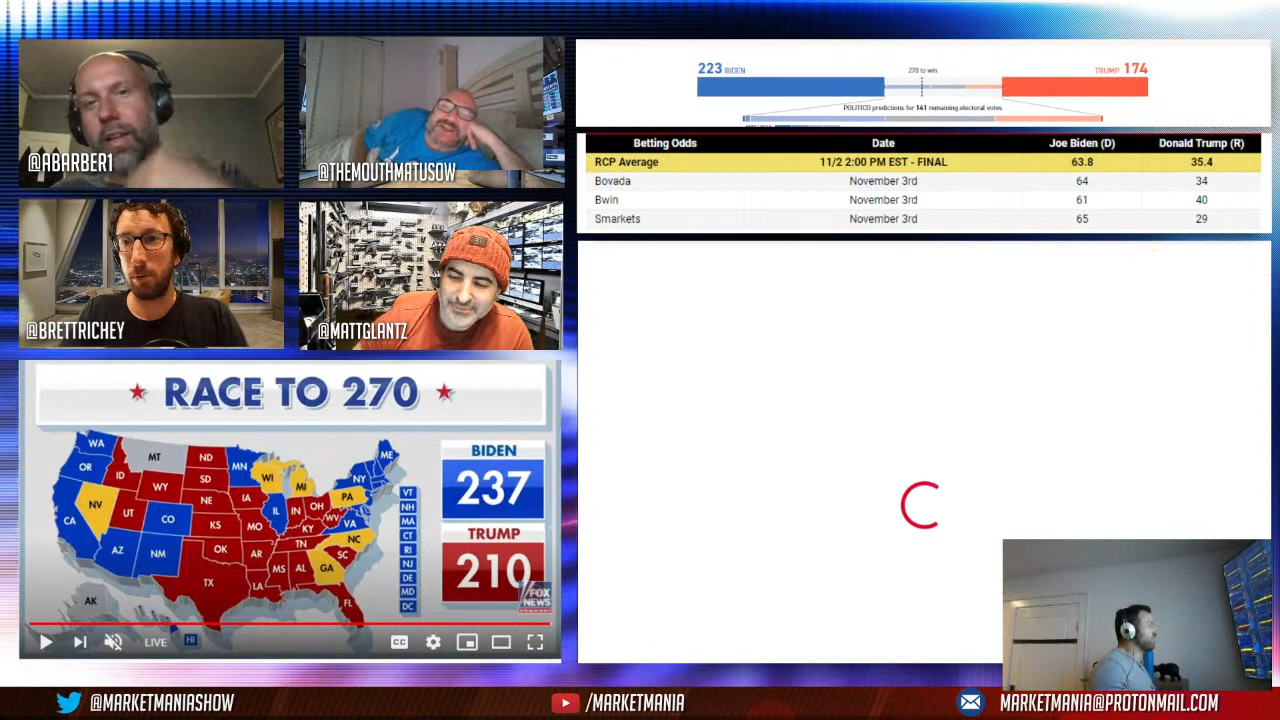 @ABARBER1
@THEMOUTHMATUSOW
@BRETTRICHEY
@MATTGLANTZ
223 BIDEN
270 to win
TRUMP 174
POLITICO predictions for 141 remaining electoral votes
Betting Odds Date Joe Biden (D) Donald Trump (R)
RCP Average 11/2 2:00 PM EST - FINAL 63.8 35.4
Bovada November 3rd 64 34
Bwin November 3rd 61 40
Smarkets November 3rd 65 29
RACE TO 270
BIDEN
237
TRUMP
210
FOX
NEWS
channel
WA
MT
ND
MN
ME
OR
ID
SD
WI
MI
NY
WY
NV
NE
IA
PA
VT
NH
MA
CT
RI
NJ
DE
MD
DC
UT
CO
IL
IN
OH
WV
VA
CA
KS
MO
KY
NC
TN
AZ
NM
OK
AR
SC
MS
AL
GA
TX
LA
FL
AK
HI
LIVE
CC
@MARKETMANIASHOW
/MARKETMANIA
MARKETMANIA@PROTONMAIL.COM